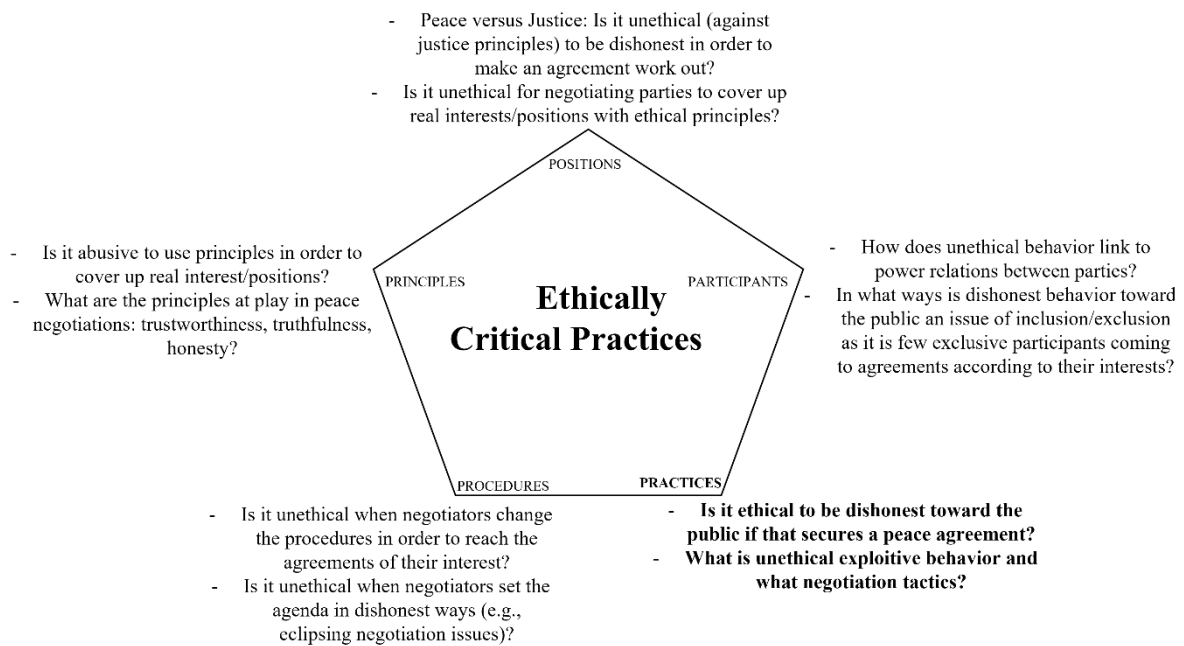 - Peace versus Justice: Is it unethical (against
justice principles) to be dishonest in order to
make an agreement work out?
- Is it unethical for negotiating parties to cover up
real interests/positions with ethical principles?
POSITIONS
- Is it abusive to use principles in order to
cover up real interest/positions?
- What are the principles at play in peace
negotiations: trustworthiness, truthfulness,
honesty?
PRINCIPLES
Ethically
Critical Practices
PARTICIPANTS
- How does unethical behavior link to
power relations between parties?
- In what ways is dishonest behavior toward
the public an issue of inclusion/exclusion
as it is few exclusive participants coming
to agreements according to their interests?
PROCEDURES
- Is it unethical when negotiators change
the procedures in order to reach the
agreements of their interest?
- Is it unethical when negotiators set the
agenda in dishonest ways (e.g.,
eclipsing negotiation issues)?
PRACTICES
- Is it ethical to be dishonest toward the
public if that secures a peace agreement?
- What is unethical exploitive behavior and
what negotiation tactics?